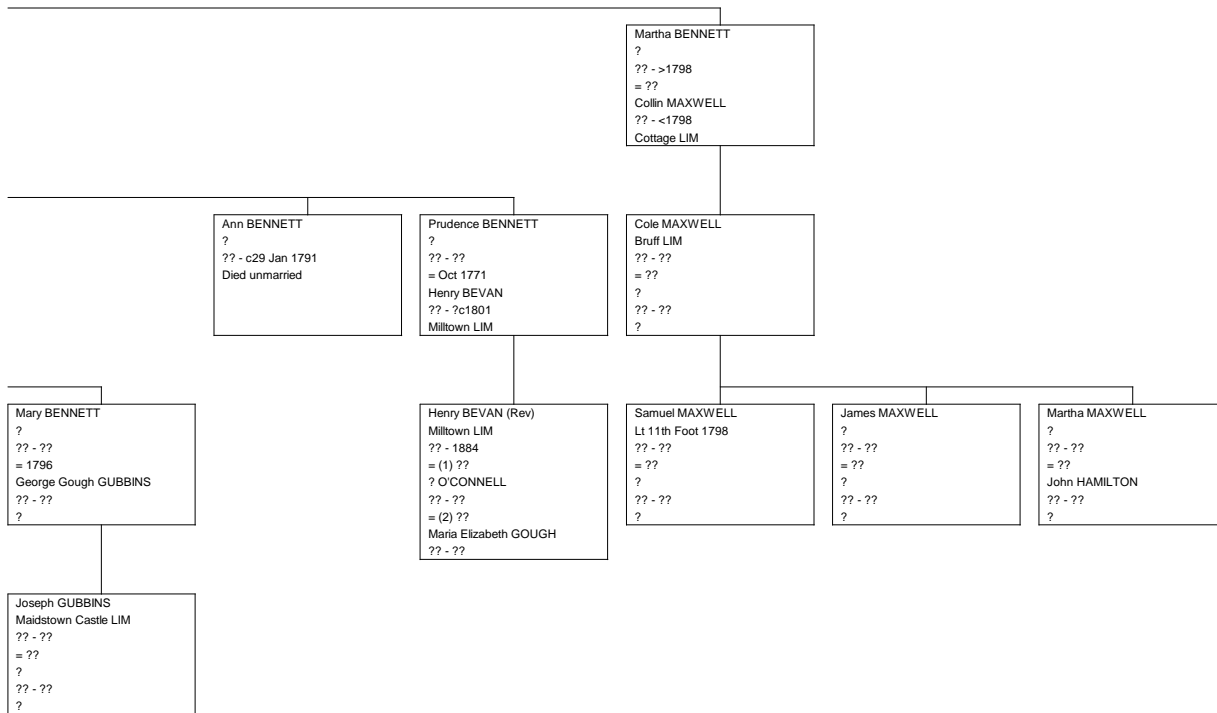 Martha BENNETT
?
?? - >1798
= ??
Collin MAXWELL
?? - <1798
Cottage LIM
Ann BENNETT
?
?? - c29 Jan 1791
Died unmarried
Prudence BENNETT
?
?? - ??
= Oct 1771
Henry BEVAN
?? - ?c1801
Milltown LIM
Cole MAXWELL
Bruff LIM
?? - ??
= ??
?
?? - ??
?
Mary BENNETT
?
?? - ??
= 1796
George Gough GUBBINS
?? - ??
?
Henry BEVAN (Rev)
Milltown LIM
?? - 1884
= (1) ??
? O'CONNELL
?? - ??
= (2) ??
Maria Elizabeth GOUGH
?? - ??
Samuel MAXWELL
Lt 11th Foot 1798
?? - ??
= ??
?
?? - ??
?
James MAXWELL
?
?? - ??
= ??
?
?? - ??
?
Martha MAXWELL
?
?? - ??
= ??
John HAMILTON
?? - ??
?
Joseph GUBBINS
Maidstown Castle LIM
?? - ??
= ??
?
?? - ??
?